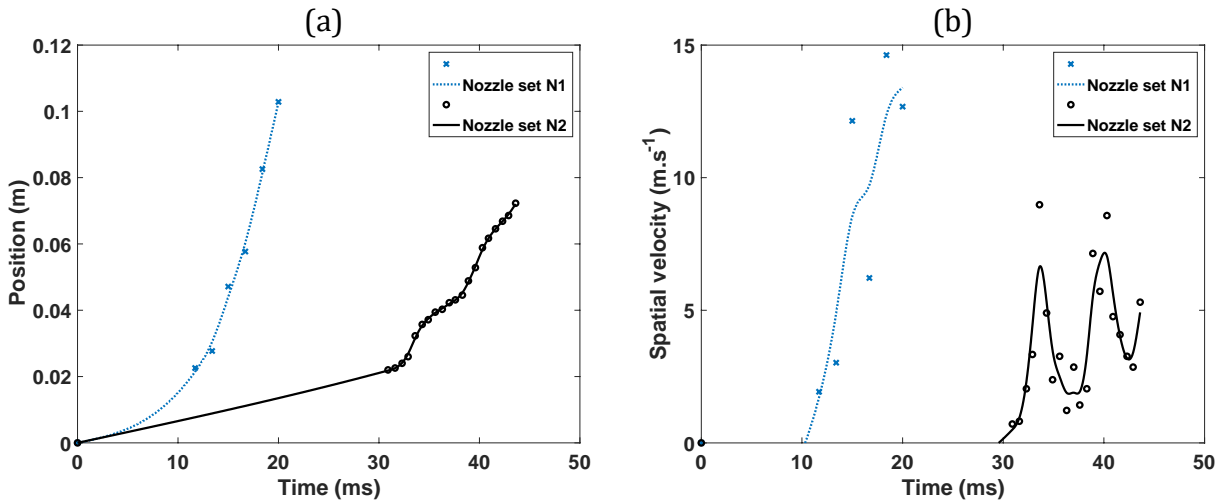 (a)
0.12
0.1
0.08
0.06
0.04
0.02
0
Position (m)
0 10 20 30 40 50
Time (ms)
Nozzle set N1
Nozzle set N2
(b)
15
10
5
0
Spatial velocity (m.s⁻¹)
0 10 20 30 40 50
Time (ms)
Nozzle set N1
Nozzle set N2